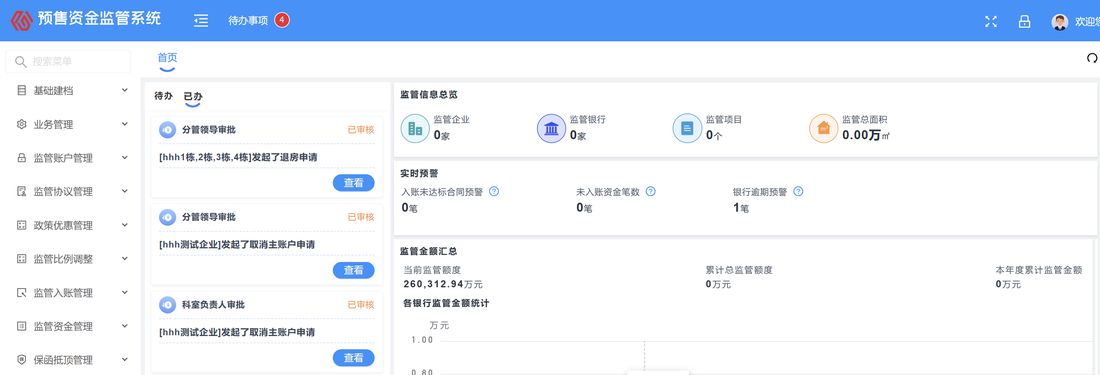 预售资金监管系统
待办事项 4
欢迎您
搜索菜单
基础建档
业务管理
监管账户管理
监管协议管理
政策优惠管理
监管比例调整
监管入账管理
监管资金管理
保函抵顶管理
首页
待办 已办
分管领导审批 已审核
[hhh1栋,2栋,3栋,4栋]发起了退房申请
查看
分管领导审批 已审核
[hhh测试企业]发起了取消主账户申请
查看
科室负责人审批 已审核
[hhh测试企业]发起了取消主账户申请
查看
监管信息总览
监管企业 监管银行 监管项目 监管总面积
0家 0家 0个 0.00万㎡
实时预警
入账未达标合同预警 ? 未入账资金笔数 ? 银行逾期预警 ?
0笔 0笔 1笔
监管金额汇总
当前监管额度 累计总监管额度 本年度累计监管金额
260,312.94万元 0万元 0万元
各银行监管金额统计
万元
1.00
0.80